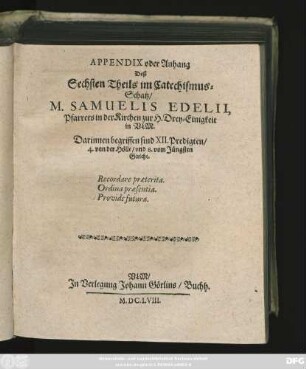 APPENDIX oder Anhang
Deß
Sechsten Theils im Catechismus-
Schatz/
M. SAMUELIS EDELII,
Pfarrers in der Kirchen zur H. Drey-Einigkeit
in Ulm.
Darinnen begriffen sind XII. Predigten/
4. von der Höll/ und 8. vom Jüngsten
Gericht.
Recordare præterita.
Ordina præsentia.
Provide futura.
Ulm/
In Verlegung Johann Görlins/ Buchh.
M.DC.LVIII.
DFG